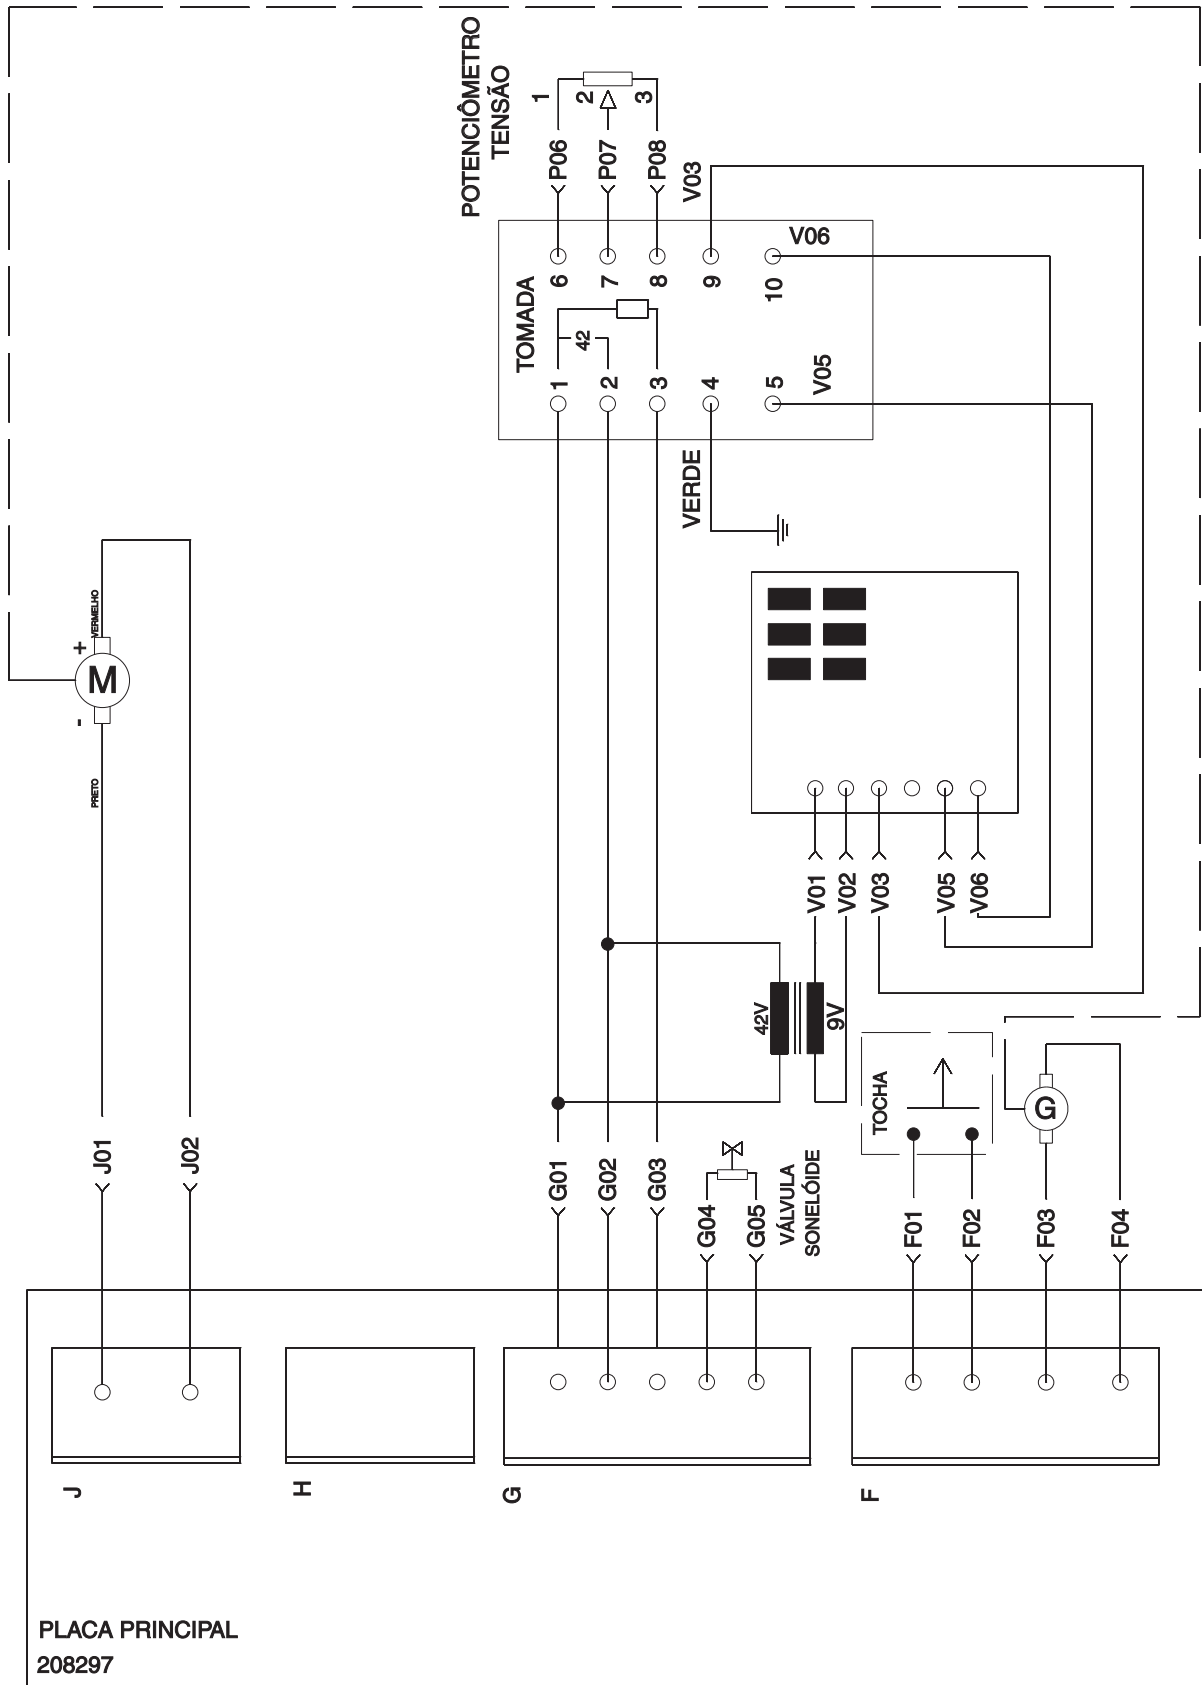 POTENCIÔMETRO
TENSÃO
1
2
3
P06
P07
P08
V03
V06
TOMADA
6
7
8
9
10
42
1
2
3
4
5
V05
VERDE
+
VERMELHO
M
-
PRETO
V01
V02
V03
V05
V06
42V
9V
TOCHA
G
J01
J02
G01
G02
G03
G04
G05
VÁLVULA
SONELÓIDE
F01
F02
F03
F04
J
H
G
F
PLACA PRINCIPAL
208297